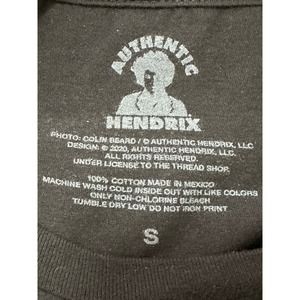 AUTHENTIC
HENDRIX
PHOTO: COLIN BEARD / © AUTHENTIC HENDRIX, LLC
DESIGN: © 2020, AUTHENTIC HENDRIX, LLC.
ALL RIGHTS RESERVED.
UNDER LICENSE TO THE THREAD SHOP.
100% COTTON MADE IN MEXICO
MACHINE WASH COLD INSIDE OUT WITH LIKE COLORS
ONLY NON-CHLORINE BLEACH
TUMBLE DRY LOW DO NOT IRON PRINT
S